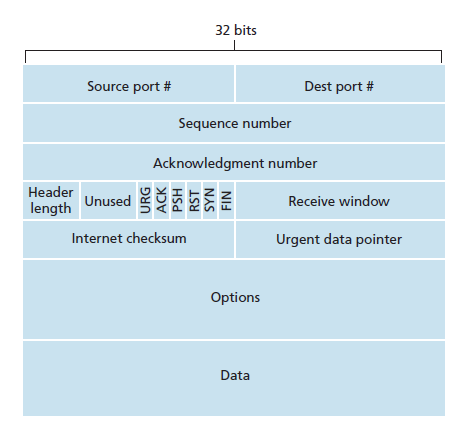 32 bits
Source port #
Dest port #
Sequence number
Acknowledgment number
Header
length
Unused
URG
ACK
PSH
RST
SYN
FIN
Receive window
Internet checksum
Urgent data pointer
Options
Data